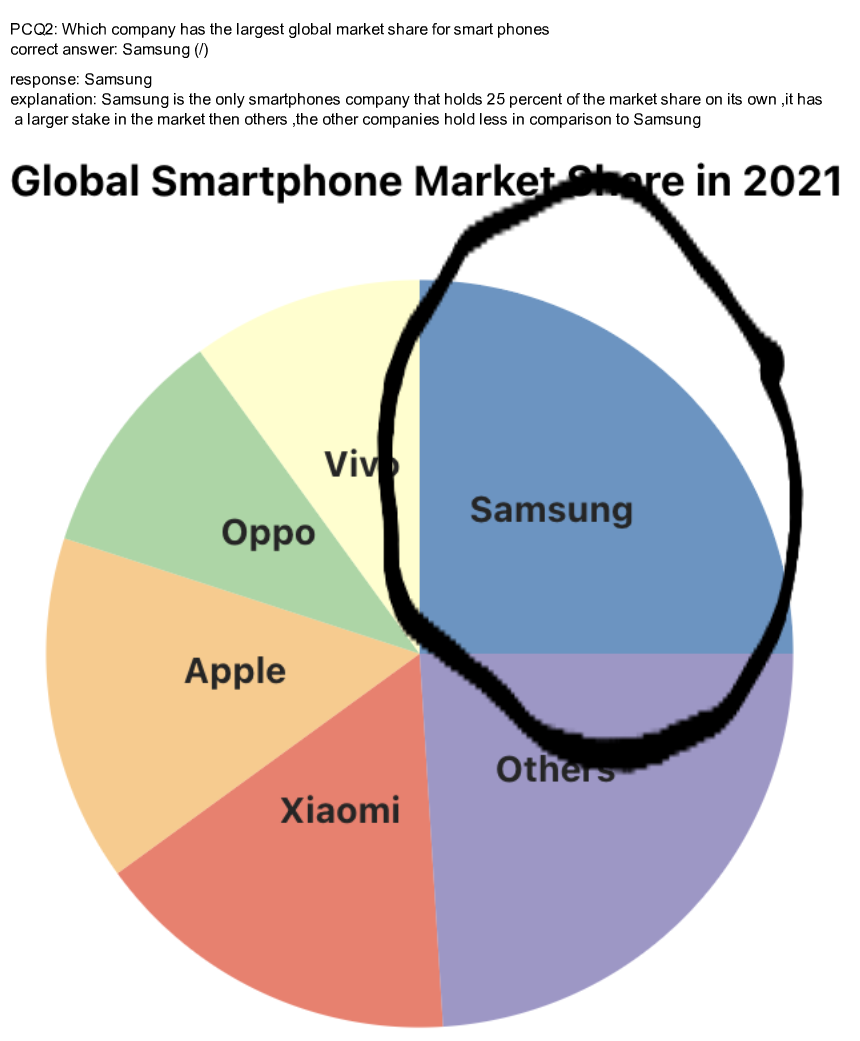 PCQ2: Which company has the largest global market share for smart phones
correct answer: Samsung (/)
response: Samsung
explanation: Samsung is the only smartphones company that holds 25 percent of the market share on its own ,it has
a larger stake in the market then others ,the other companies hold less in comparison to Samsung
Global Smartphone Market Share in 2021
Vivo
Samsung
Oppo
Apple
Others
Xiaomi